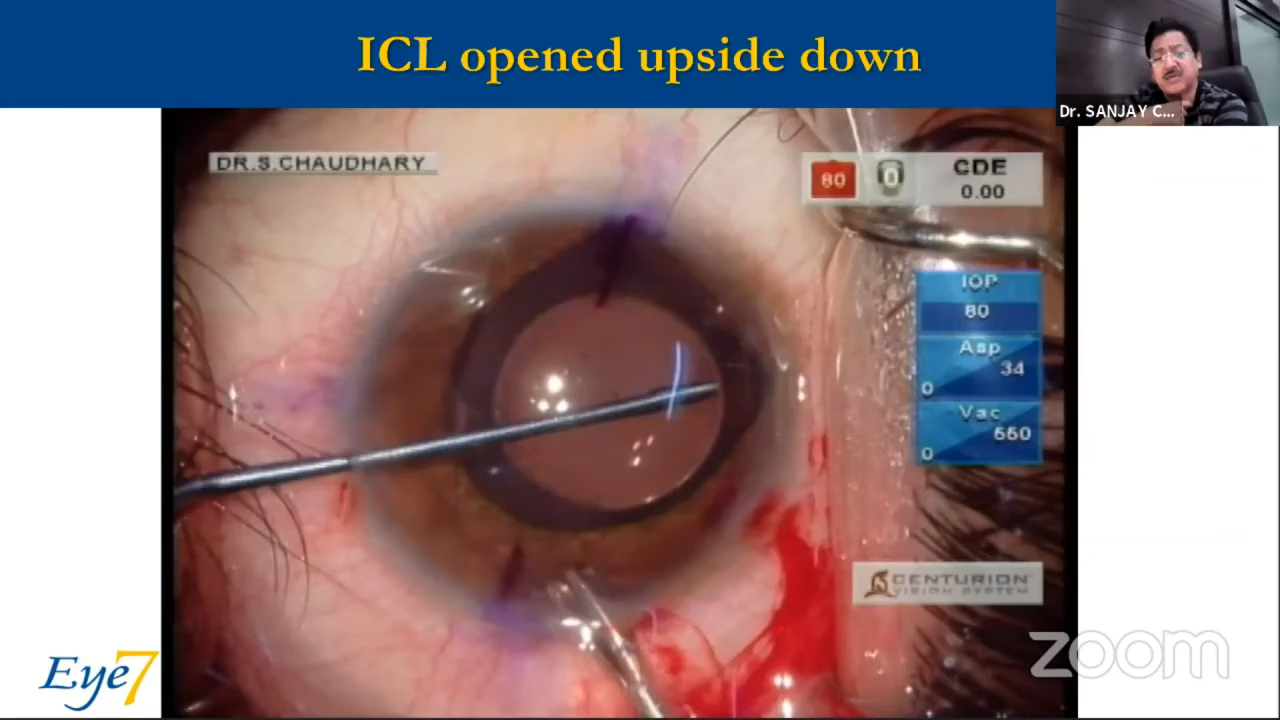 ICL opened upside down
Dr. SANJAY C...
DR.S.CHAUDHARY
80
0
CDE
0.00
IOP
80
Asp
34
0
Vac
550
0
CENTURION
VISION SYSTEM
Eye7
zoom